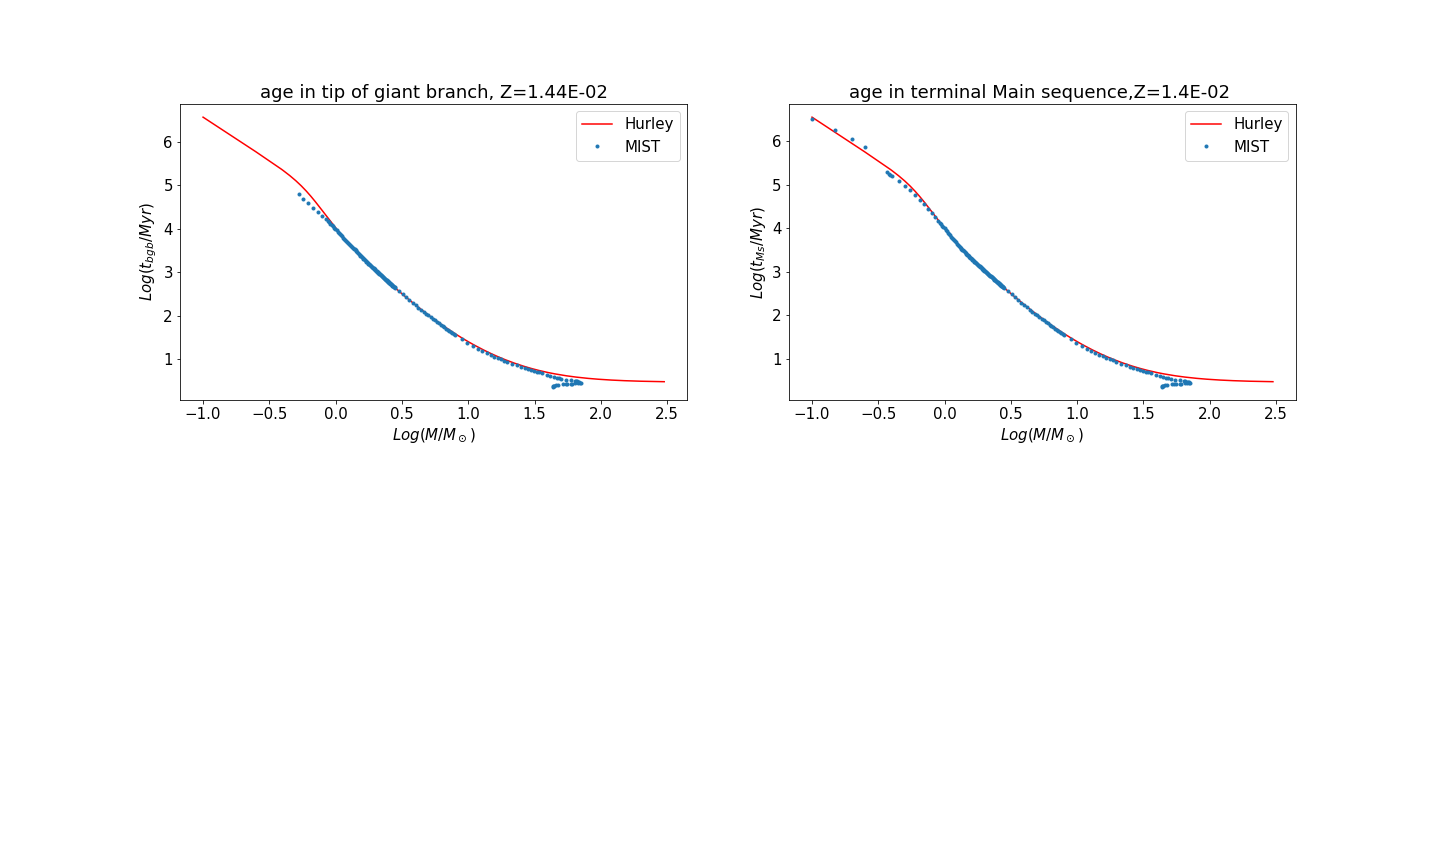 age in tip of giant branch, Z=1.44E-02
Hurley
MIST
6
5
4
3
2
1
Log(t_bgb/Myr)
−1.0 −0.5 0.0 0.5 1.0 1.5 2.0 2.5
Log(M/M_⊙)
age in terminal Main sequence,Z=1.4E-02
Hurley
MIST
6
5
4
3
2
1
Log(t_Ms/Myr)
−1.0 −0.5 0.0 0.5 1.0 1.5 2.0 2.5
Log(M/M_⊙)